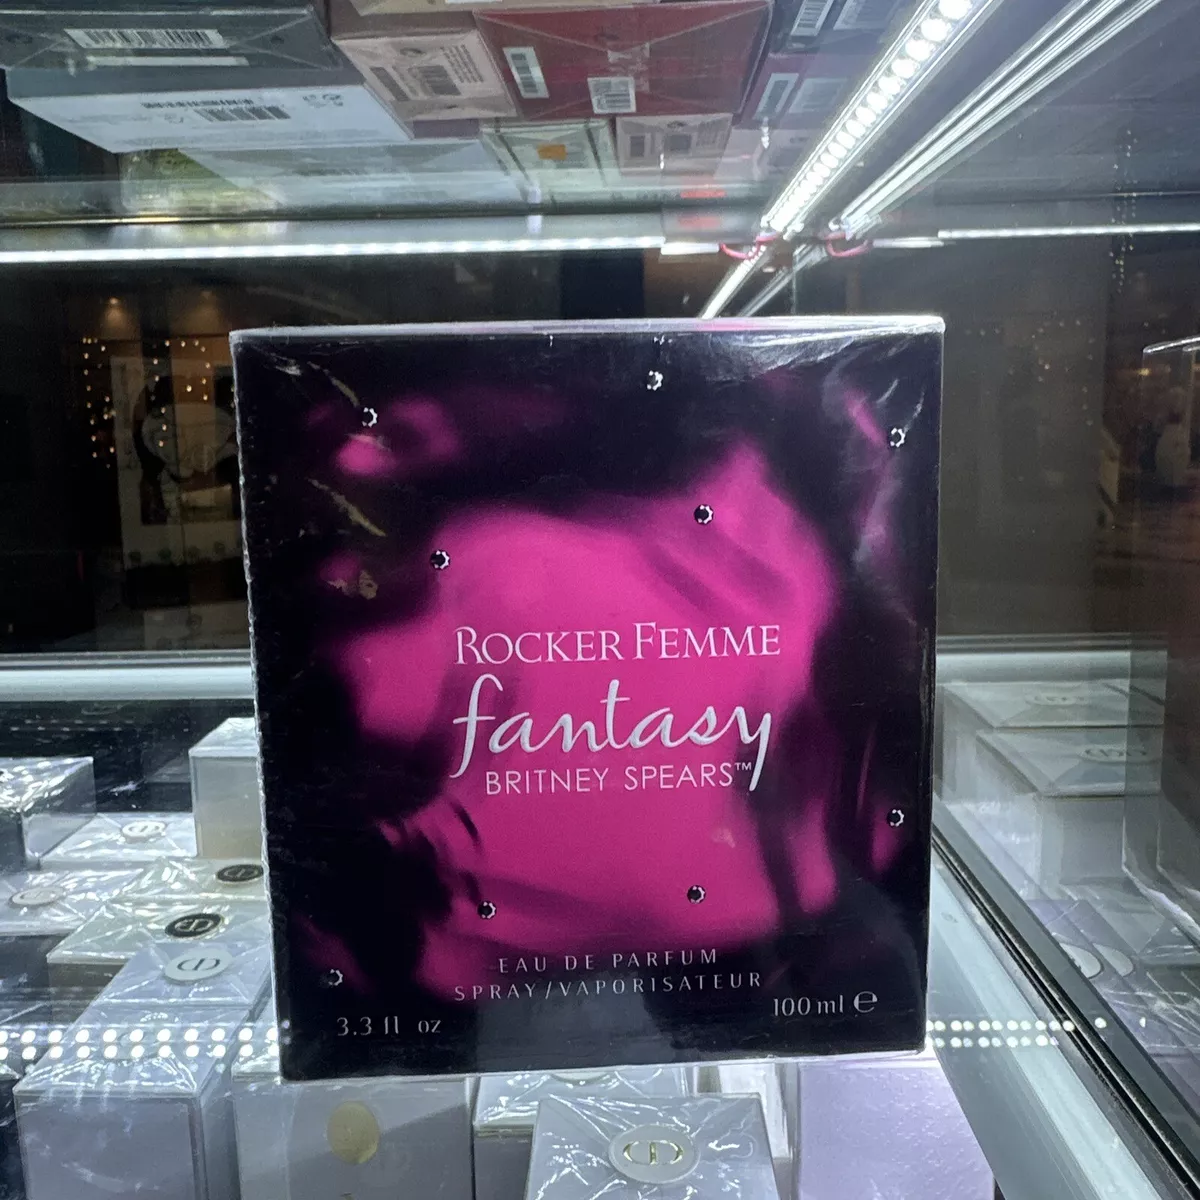 ROCKER FEMME
fantasy
BRITNEY SPEARS™
EAU DE PARFUM
SPRAY/VAPORISATEUR
3.3 fl oz
100 ml ℮